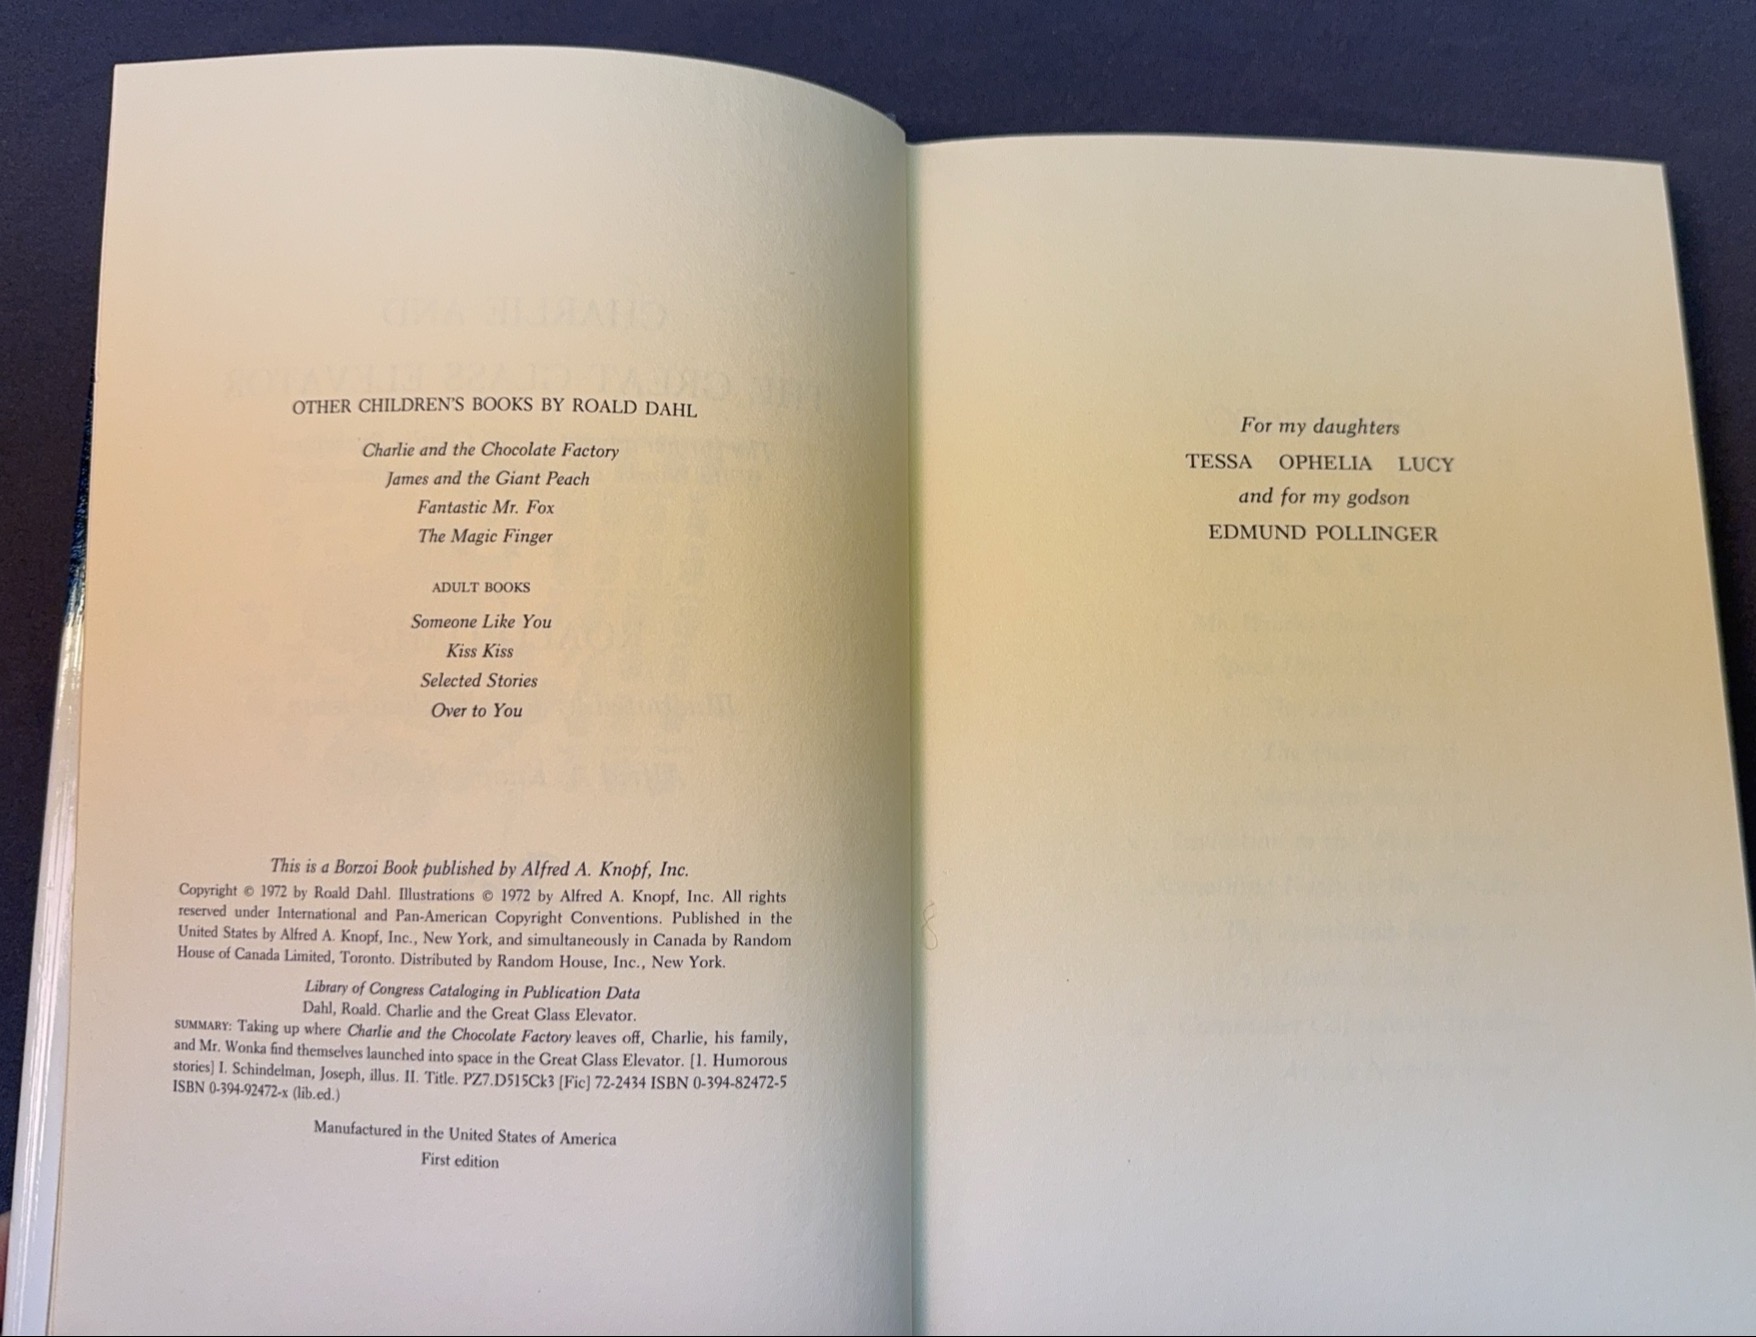 OTHER CHILDREN'S BOOKS BY ROALD DAHL
Charlie and the Chocolate Factory
James and the Giant Peach
Fantastic Mr. Fox
The Magic Finger
ADULT BOOKS
Someone Like You
Kiss Kiss
Selected Stories
Over to You
This is a Borzoi Book published by Alfred A. Knopf, Inc.
Copyright © 1972 by Roald Dahl. Illustrations © 1972 by Alfred A. Knopf, Inc. All rights
reserved under International and Pan-American Copyright Conventions. Published in the
United States by Alfred A. Knopf, Inc., New York, and simultaneously in Canada by Random
House of Canada Limited, Toronto. Distributed by Random House, Inc., New York.
Library of Congress Cataloging in Publication Data
Dahl, Roald. Charlie and the Great Glass Elevator.
SUMMARY: Taking up where Charlie and the Chocolate Factory leaves off, Charlie, his family,
and Mr. Wonka find themselves launched into space in the Great Glass Elevator. [1. Humorous
stories] I. Schindelman, Joseph, illus. II. Title. PZ7.D515Ck3 [Fic] 72-2434 ISBN 0-394-82472-5
ISBN 0-394-92472-x (lib.ed.)
Manufactured in the United States of America
First edition
For my daughters
TESSA OPHELIA LUCY
and for my godson
EDMUND POLLINGER